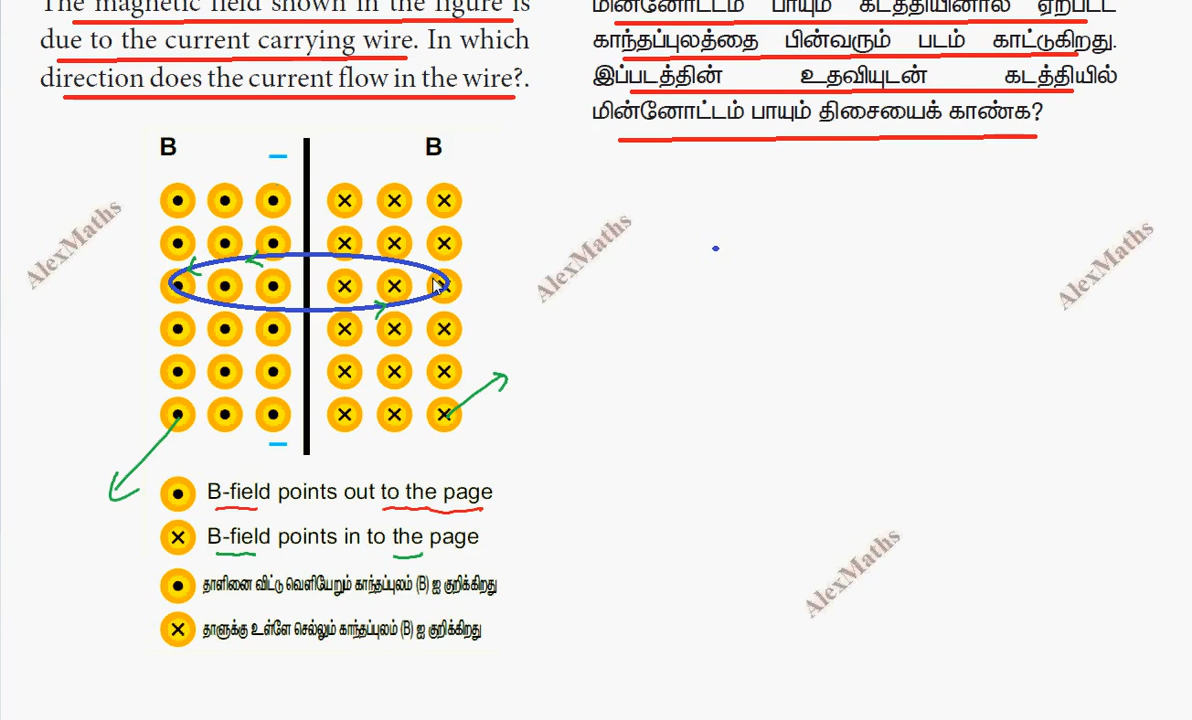 The magnetic field shown in the figure is
due to the current carrying wire. In which
direction does the current flow in the wire?.
மின்னோட்டம் பாயும் கடத்தியினால் ஏற்பட்ட
காந்தப்புலத்தை பின்வரும் படம் காட்டுகிறது.
இப்படத்தின் உதவியுடன் கடத்தியில்
மின்னோட்டம் பாயும் திசையைக் காண்க?
B B
AlexMaths
AlexMaths
AlexMaths
B-field points out to the page
B-field points in to the page
தாளினை விட்டு வெளியேறும் காந்தப்புலம் (B) ஐ குறிக்கிறது
தாளுக்கு உள்ளே செல்லும் காந்தப்புலம் (B) ஐ குறிக்கிறது
AlexMaths